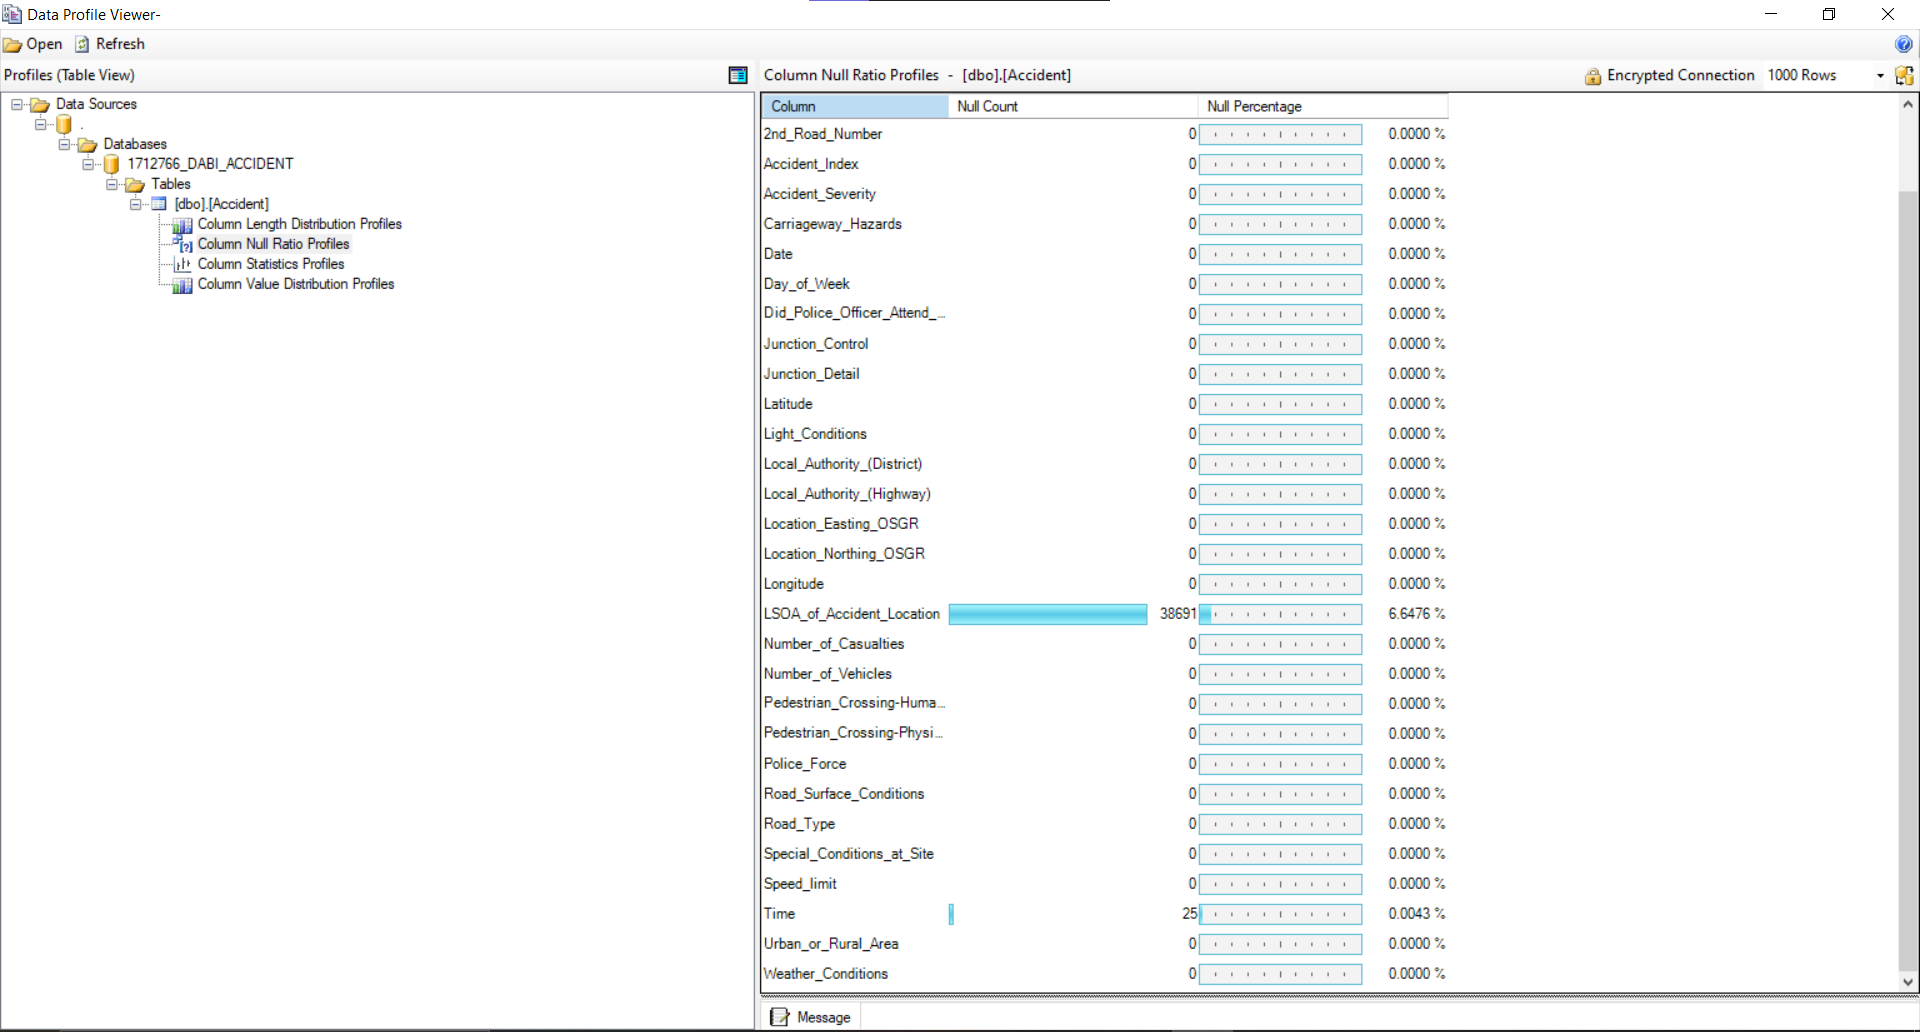 Data Profile Viewer-
Open Refresh
Profiles (Table View)
Data Sources
.
Databases
1712766_DABI_ACCIDENT
Tables
[dbo].[Accident]
Column Length Distribution Profiles
Column Null Ratio Profiles
Column Statistics Profiles
Column Value Distribution Profiles
Column Null Ratio Profiles - [dbo].[Accident] Encrypted Connection 1000 Rows
Column Null Count Null Percentage
2nd_Road_Number 0 0.0000 %
Accident_Index 0 0.0000 %
Accident_Severity 0 0.0000 %
Carriageway_Hazards 0 0.0000 %
Date 0 0.0000 %
Day_of_Week 0 0.0000 %
Did_Police_Officer_Attend_... 0 0.0000 %
Junction_Control 0 0.0000 %
Junction_Detail 0 0.0000 %
Latitude 0 0.0000 %
Light_Conditions 0 0.0000 %
Local_Authority_(District) 0 0.0000 %
Local_Authority_(Highway) 0 0.0000 %
Location_Easting_OSGR 0 0.0000 %
Location_Northing_OSGR 0 0.0000 %
Longitude 0 0.0000 %
LSOA_of_Accident_Location 38691 6.6476 %
Number_of_Casualties 0 0.0000 %
Number_of_Vehicles 0 0.0000 %
Pedestrian_Crossing-Huma... 0 0.0000 %
Pedestrian_Crossing-Physi... 0 0.0000 %
Police_Force 0 0.0000 %
Road_Surface_Conditions 0 0.0000 %
Road_Type 0 0.0000 %
Special_Conditions_at_Site 0 0.0000 %
Speed_limit 0 0.0000 %
Time 25 0.0043 %
Urban_or_Rural_Area 0 0.0000 %
Weather_Conditions 0 0.0000 %
Message